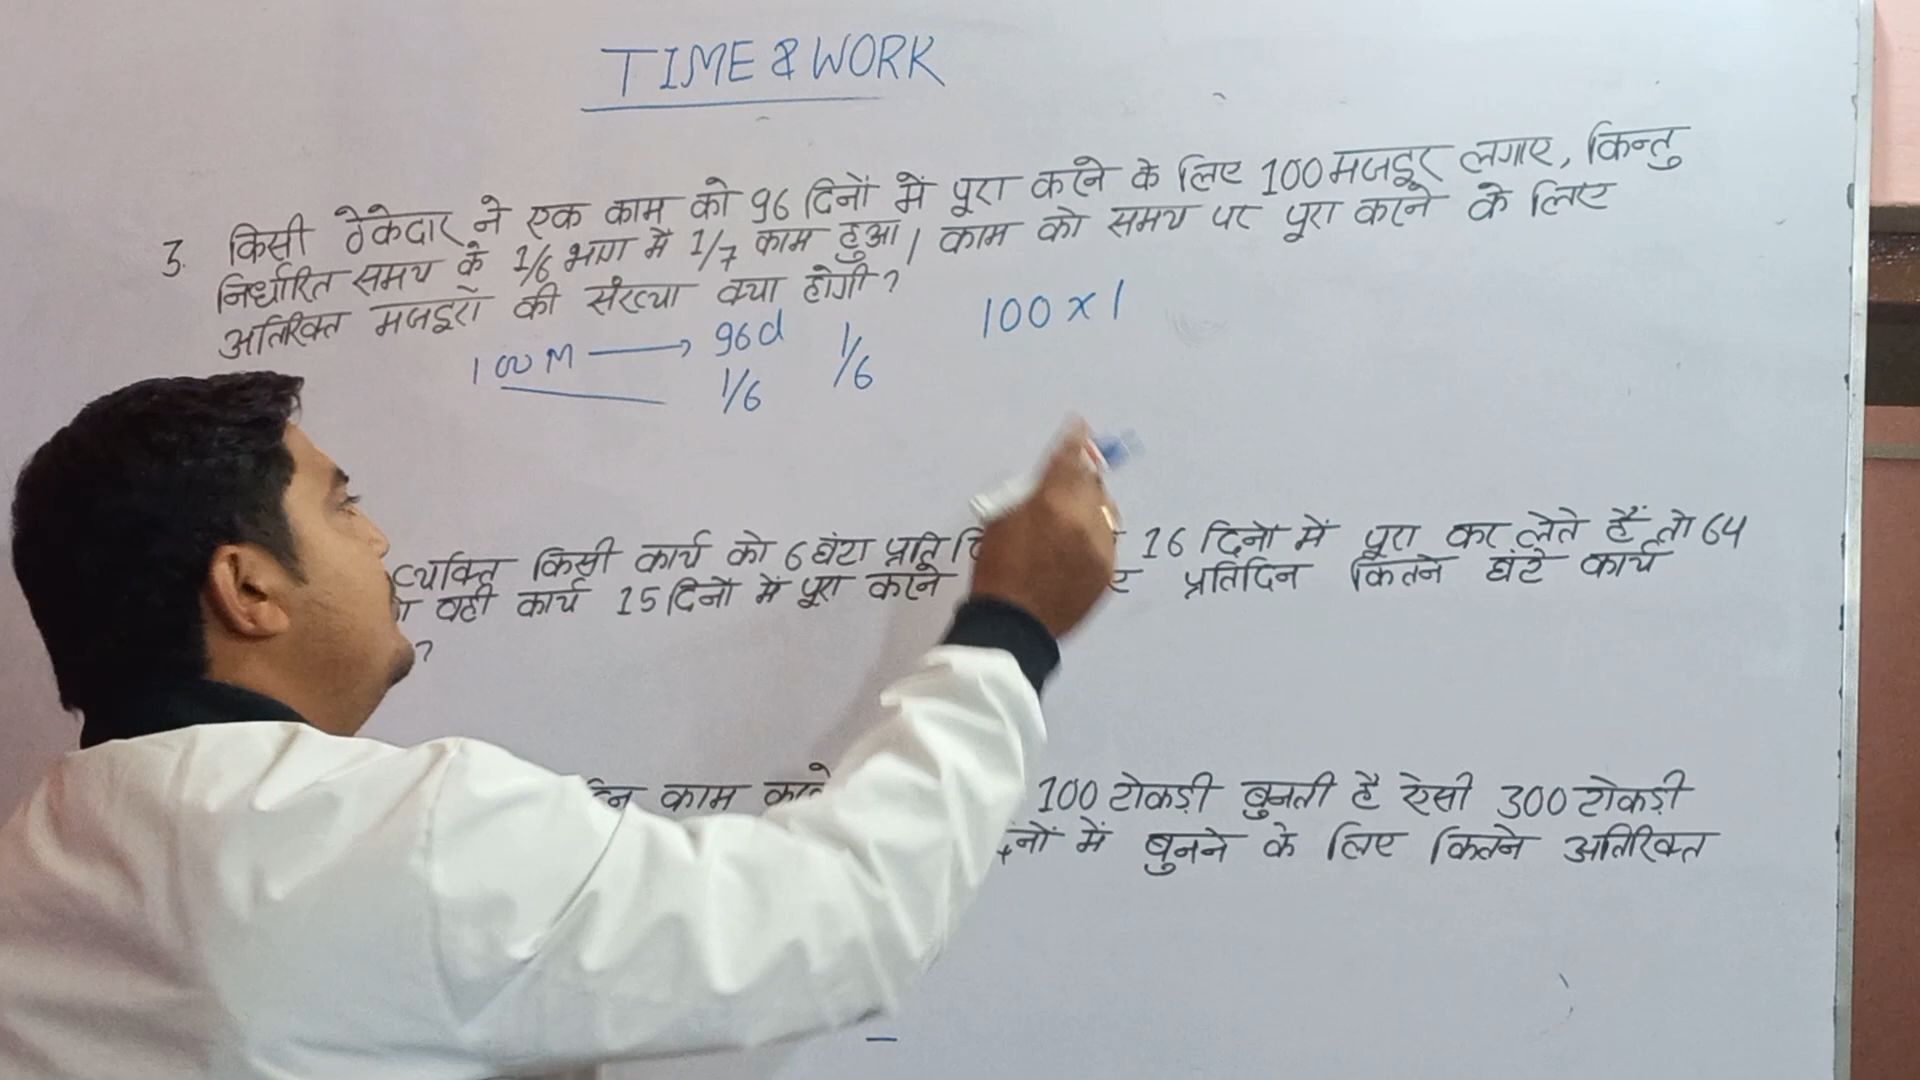 TIME & WORK
3. किसी ठेकेदार ने एक काम को 96 दिनों में पूरा करने के लिए 100 मजदूर लगाए, किन्तु
निर्धारित समय के 1/6 भाग में 1/7 काम हुआ। काम को समय पर पूरा करने के लिए
अतिरिक्त मजदूरों की संख्या क्या होगी?
100 M → 96d 1/6
1/6
100 x 1
व्यक्ति किसी कार्य को 6 घंटा प्रति 16 दिनों में पूरा कर लेते हैं तो 64
वही कार्य 15 दिनों में पूरा करने प्रतिदिन कितने घंटे कार्य
?
काम करके 100 टोकड़ी बुनती है ऐसी 300 टोकड़ी
में बुनने के लिए कितने अतिरिक्त